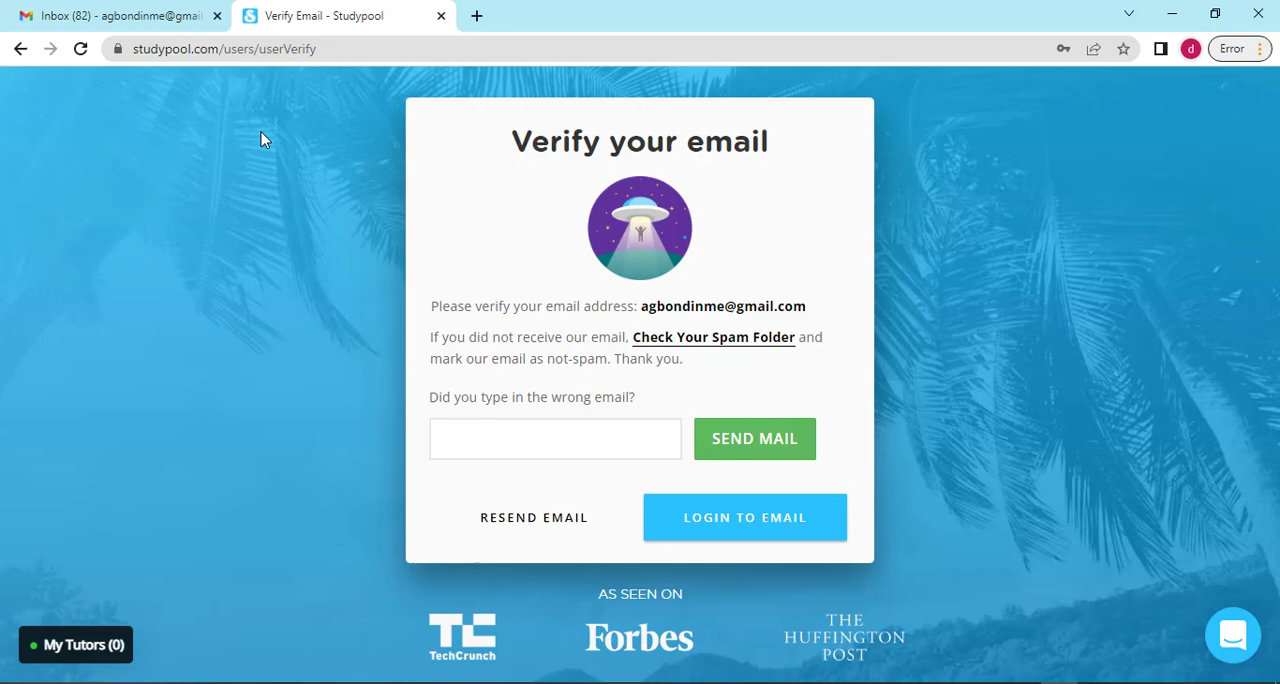 Inbox (82) - agbondinme@gmai
Verify Email - Studypool
studypool.com/users/userVerify
d
Error
Verify your email
Please verify your email address: agbondinme@gmail.com
If you did not receive our email, Check Your Spam Folder and
mark our email as not-spam. Thank you.
Did you type in the wrong email?
SEND MAIL
RESEND EMAIL
LOGIN TO EMAIL
AS SEEN ON
TC
TechCrunch
Forbes
THE
HUFFINGTON
POST
My Tutors (0)